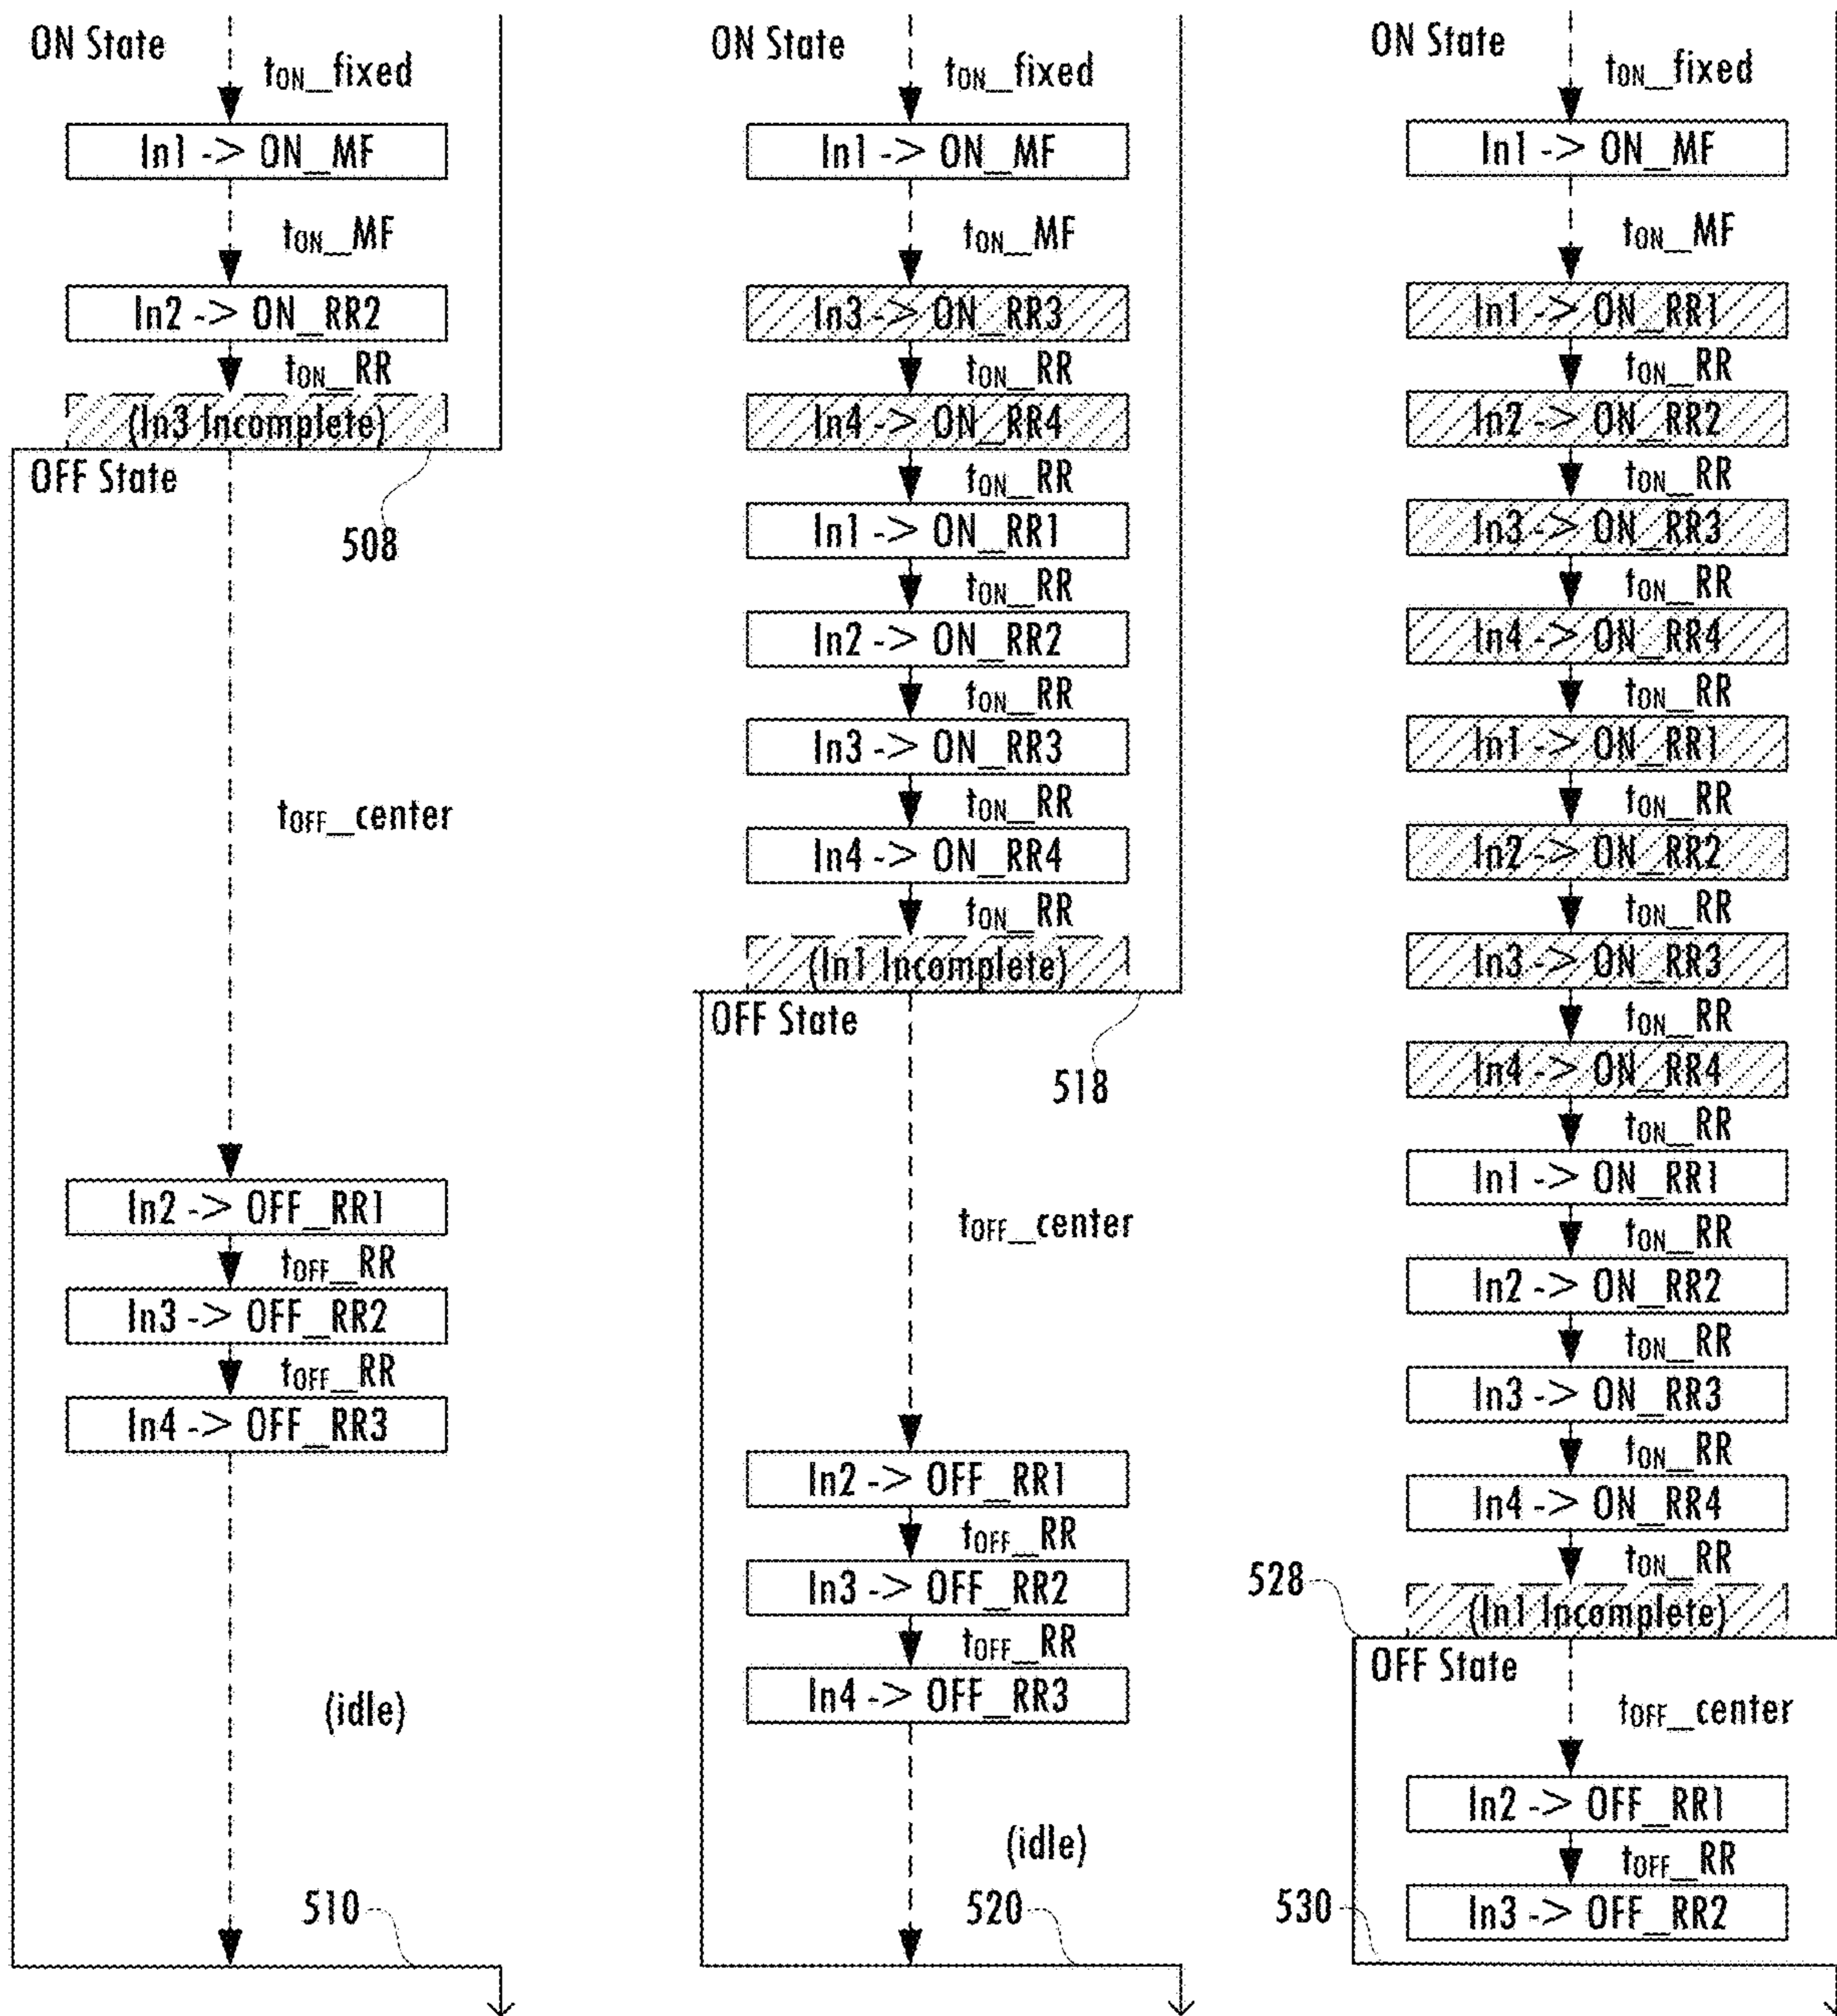 ON State
tON_fixed
In1 -> ON_MF
tON_MF
In2 -> ON_RR2
tON_RR
(In3 Incomplete)
OFF State
508
tOFF_center
In2 -> OFF_RR1
tOFF_RR
In3 -> OFF_RR2
tOFF_RR
In4 -> OFF_RR3
(idle)
510
ON State
tON_fixed
In1 -> ON_MF
tON_MF
In3 -> ON_RR3
tON_RR
In4 -> ON_RR4
tON_RR
In1 -> ON_RR1
tON_RR
In2 -> ON_RR2
tON_RR
In3 -> ON_RR3
tON_RR
In4 -> ON_RR4
tON_RR
(In1 Incomplete)
OFF State
518
tOFF_center
In2 -> OFF_RR1
tOFF_RR
In3 -> OFF_RR2
tOFF_RR
In4 -> OFF_RR3
(idle)
520
ON State
tON_fixed
In1 -> ON_MF
tON_MF
In1 -> ON_RR1
tON_RR
In2 -> ON_RR2
tON_RR
In3 -> ON_RR3
tON_RR
In4 -> ON_RR4
tON_RR
In1 -> ON_RR1
tON_RR
In2 -> ON_RR2
tON_RR
In3 -> ON_RR3
tON_RR
In4 -> ON_RR4
tON_RR
In1 -> ON_RR1
tON_RR
In2 -> ON_RR2
tON_RR
In3 -> ON_RR3
tON_RR
In4 -> ON_RR4
tON_RR
528
(In1 Incomplete)
OFF State
tOFF_center
In2 -> OFF_RR1
tOFF_RR
In3 -> OFF_RR2
530